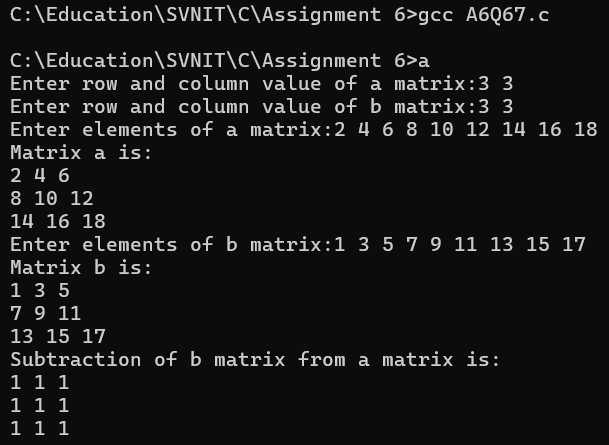 C:\Education\SVNIT\C\Assignment 6>gcc A6Q67.c
C:\Education\SVNIT\C\Assignment 6>a
Enter row and column value of a matrix:3 3
Enter row and column value of b matrix:3 3
Enter elements of a matrix:2 4 6 8 10 12 14 16 18
Matrix a is:
2 4 6
8 10 12
14 16 18
Enter elements of b matrix:1 3 5 7 9 11 13 15 17
Matrix b is:
1 3 5
7 9 11
13 15 17
Subtraction of b matrix from a matrix is:
1 1 1
1 1 1
1 1 1